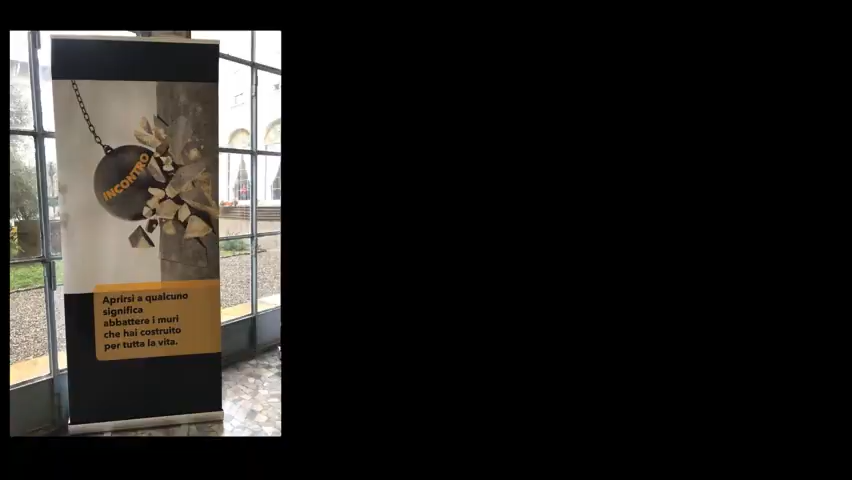 INCONTRO
Aprirsi a qualcuno
significa
abbattere i muri
che hai costruito
per tutta la vita.